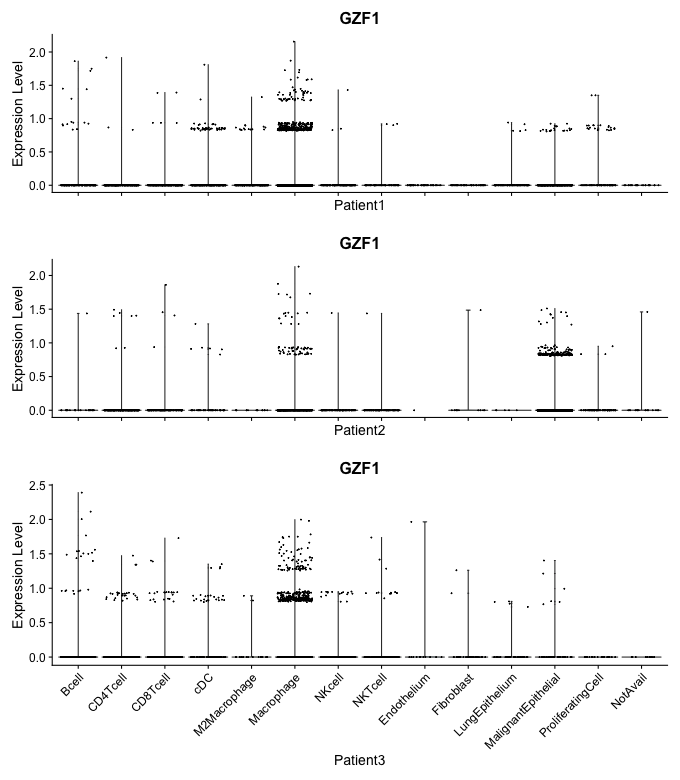 GZF1
Expression Level
2.0
1.5
1.0
0.5
0.0
Patient1
GZF1
Expression Level
2.0
1.5
1.0
0.5
0.0
Patient2
GZF1
Expression Level
2.5
2.0
1.5
1.0
0.5
0.0
Bcell
CD4Tcell
CD8Tcell
cDC
M2Macrophage
Macrophage
NKcell
NKTcell
Endothelium
Fibroblast
LungEpithelium
MalignantEpithelial
ProliferatingCell
NotAvail
Patient3